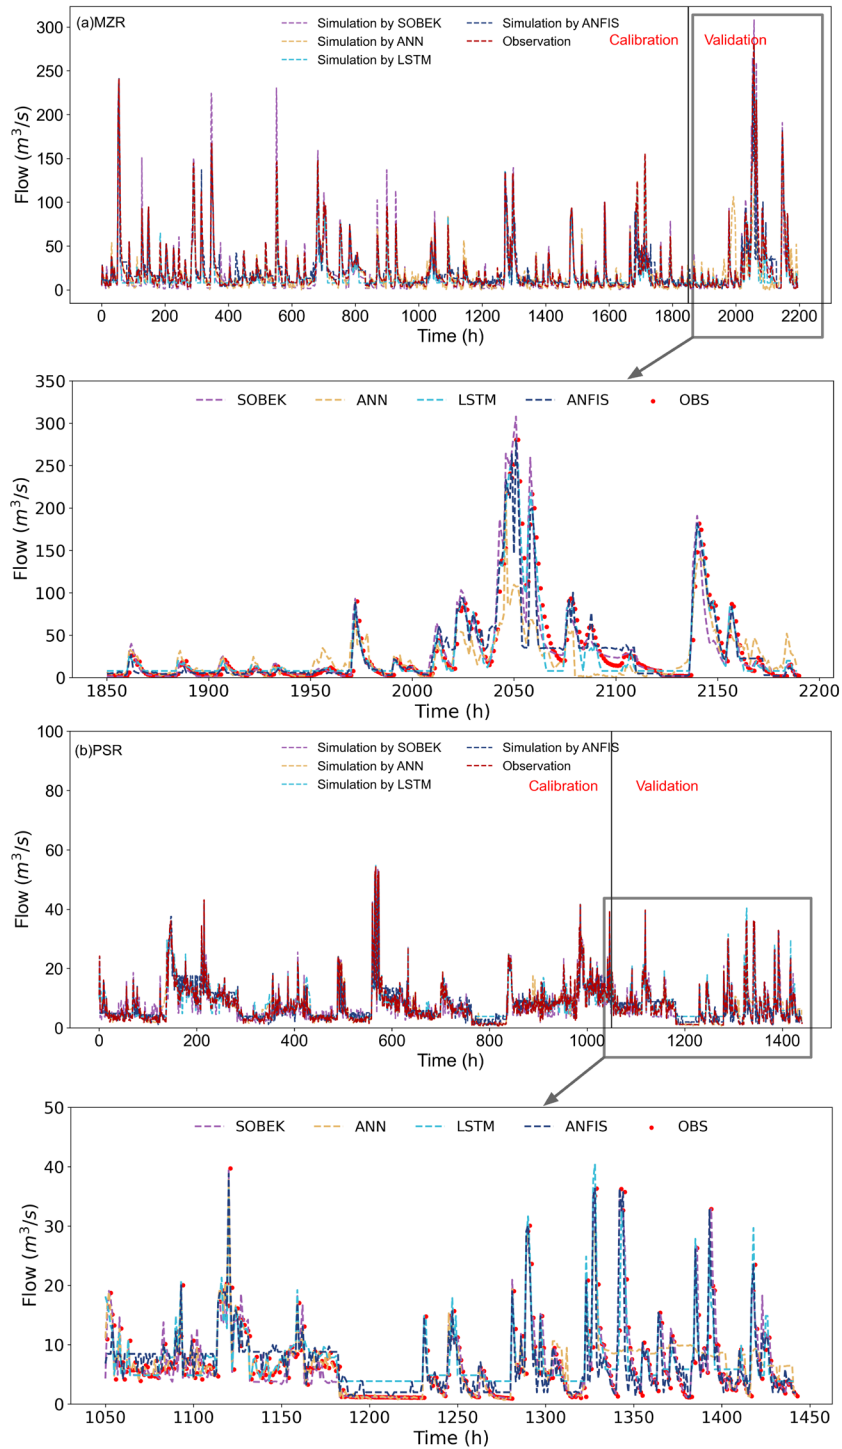 (a)MZR
Simulation by SOBEK
Simulation by ANN
Simulation by LSTM
Simulation by ANFIS
Observation
Calibration
Validation
Flow (m³/s)
300
250
200
150
100
50
0
0 200 400 600 800 1000 1200 1400 1600 1800 2000 2200
Time (h)
SOBEK ANN LSTM ANFIS OBS
Flow (m³/s)
350
300
250
200
150
100
50
0
1850 1900 1950 2000 2050 2100 2150 2200
Time (h)
(b)PSR
Simulation by SOBEK
Simulation by ANN
Simulation by LSTM
Simulation by ANFIS
Observation
Calibration
Validation
Flow (m³/s)
100
80
60
40
20
0
0 200 400 600 800 1000 1200 1400
Time (h)
SOBEK ANN LSTM ANFIS OBS
Flow (m³/s)
50
40
30
20
10
0
1050 1100 1150 1200 1250 1300 1350 1400 1450
Time (h)